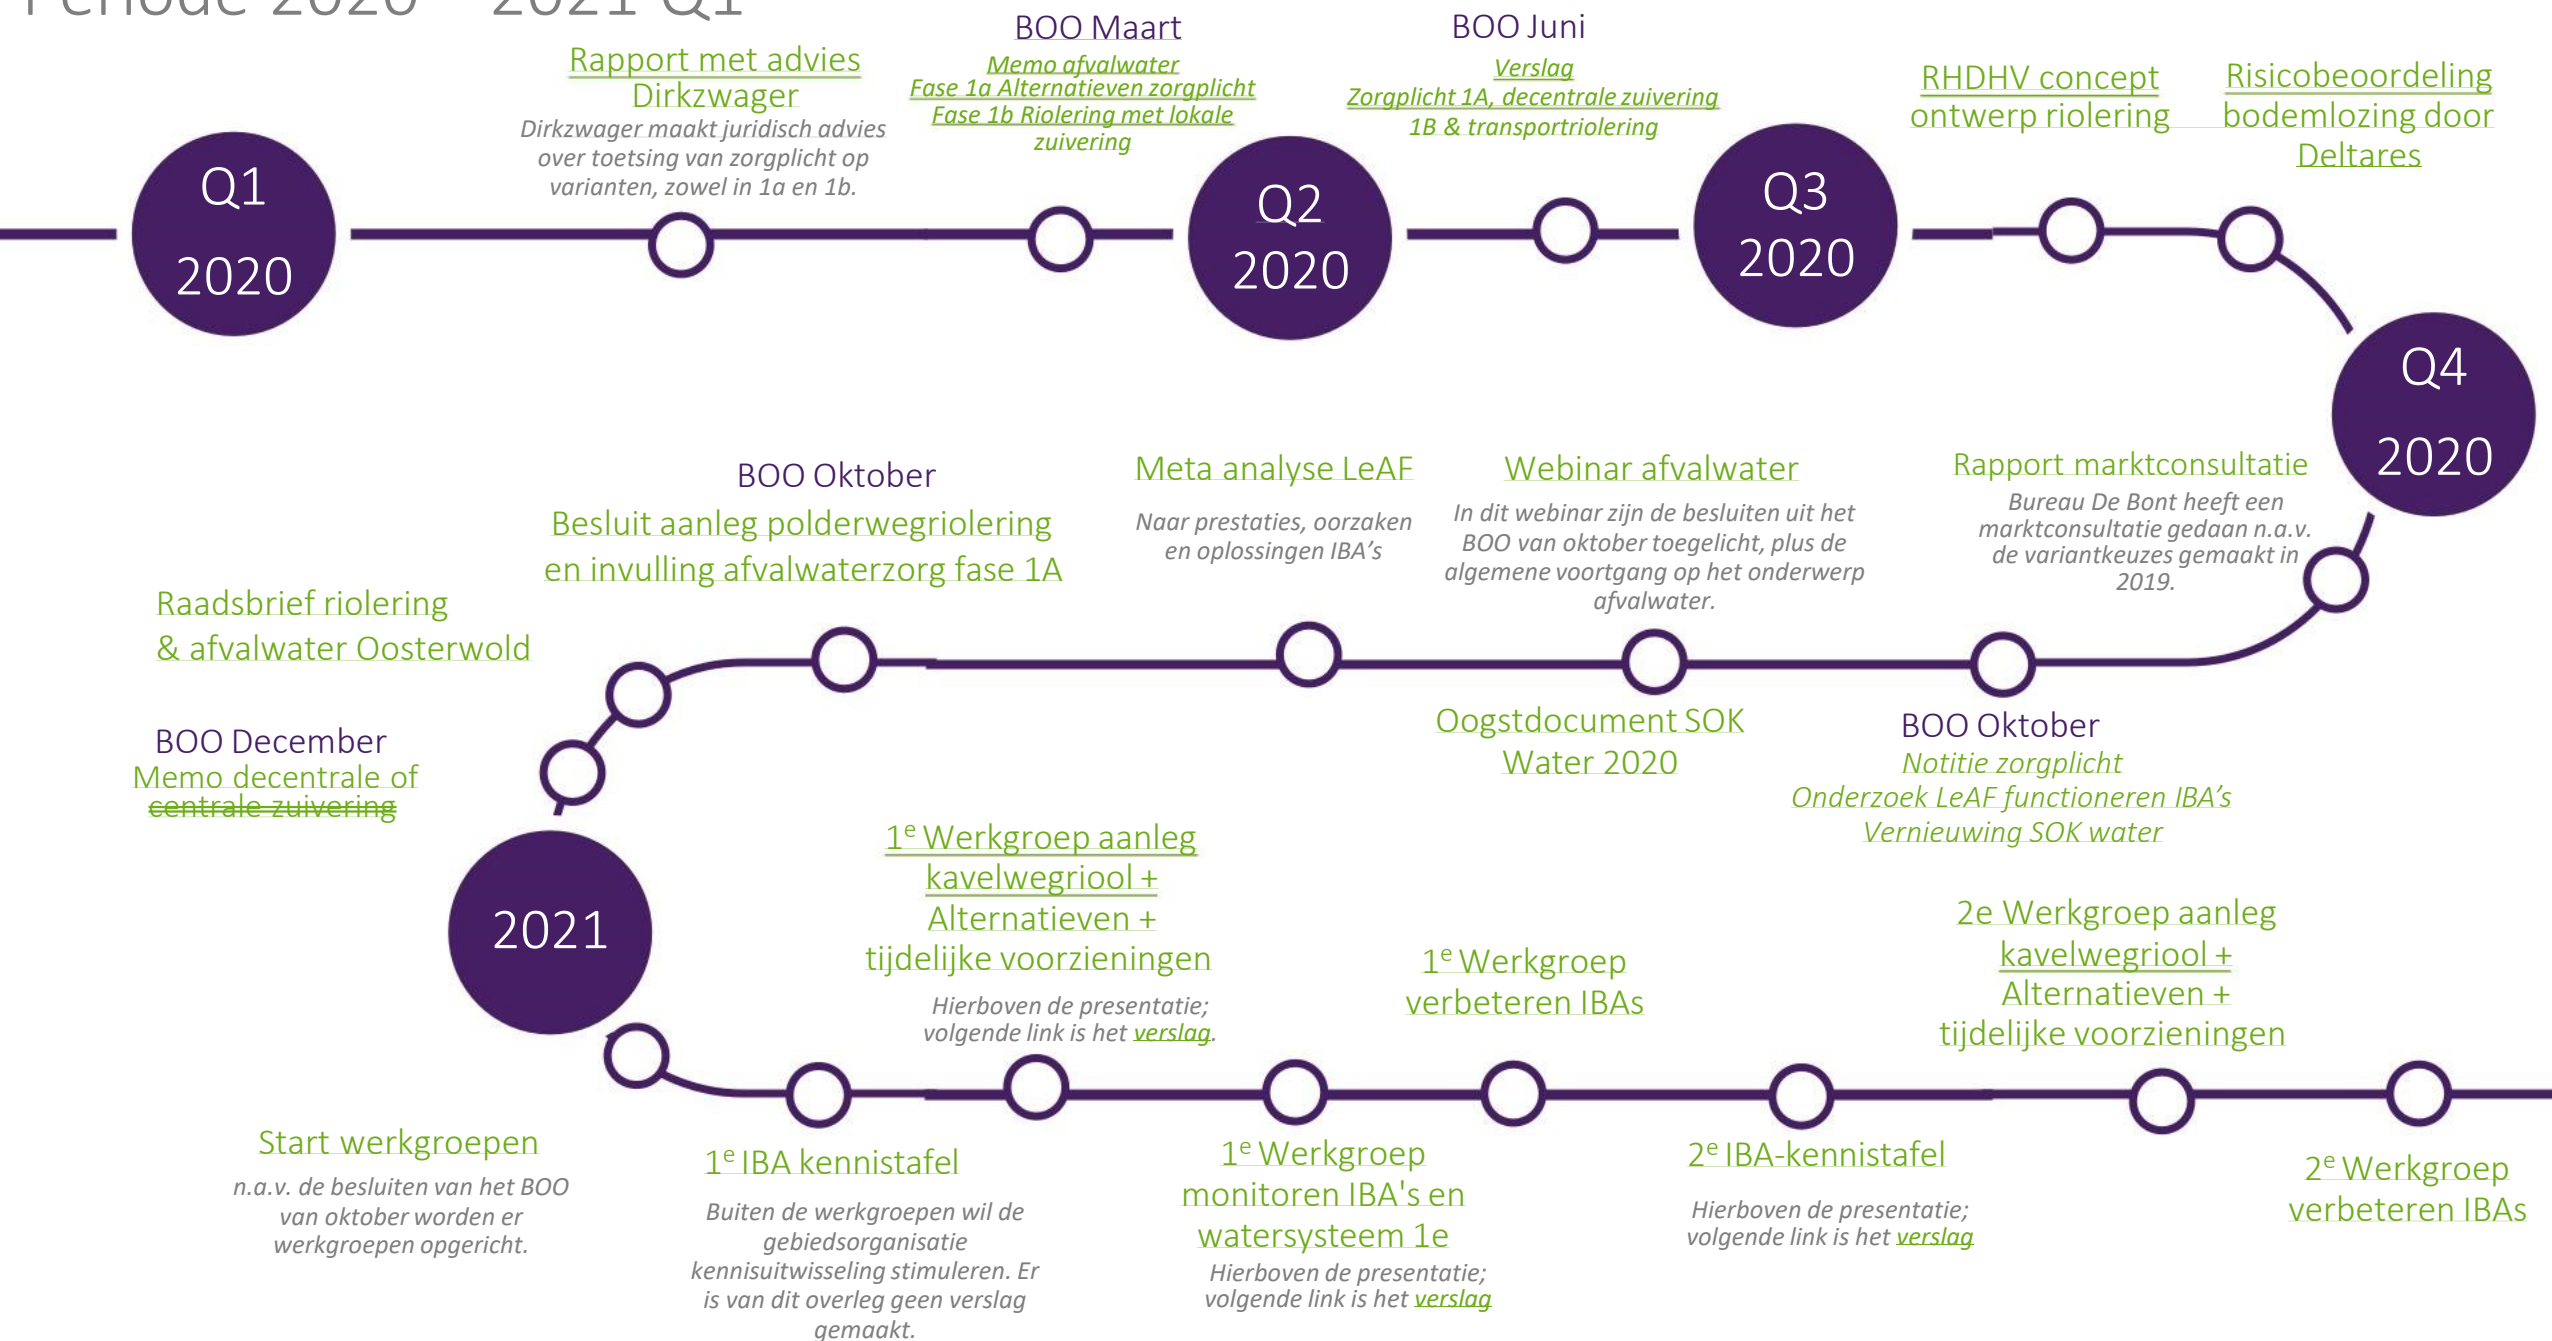 Periode 2020 – 2021 Q1
Q1
2020
Rapport met advies
Dirkzwager
Dirkzwager maakt juridisch advies
over toetsing van zorgplicht op
varianten, zowel in 1a en 1b.
BOO Maart
Memo afvalwater
Fase 1a Alternatieven zorgplicht
Fase 1b Riolering met lokale
zuivering
Q2
2020
BOO Juni
Verslag
Zorgplicht 1A, decentrale zuivering
1B & transportriolering
Q3
2020
RHDHV concept
ontwerp riolering
Risicobeoordeling
bodemlozing door
Deltares
Q4
2020
Rapport marktconsultatie
Bureau De Bont heeft een
marktconsultatie gedaan n.a.v.
de variantkeuzes gemaakt in
2019.
BOO Oktober
Notitie zorgplicht
Onderzoek LeAF functioneren IBA’s
Vernieuwing SOK water
Webinar afvalwater
In dit webinar zijn de besluiten uit het
BOO van oktober toegelicht, plus de
algemene voortgang op het onderwerp
afvalwater.
Oogstdocument SOK
Water 2020
Meta analyse LeAF
Naar prestaties, oorzaken
en oplossingen IBA’s
BOO Oktober
Besluit aanleg polderwegriolering
en invulling afvalwaterzorg fase 1A
Raadsbrief riolering
& afvalwater Oosterwold
BOO December
Memo decentrale of
centrale zuivering
2021
Start werkgroepen
n.a.v. de besluiten van het BOO
van oktober worden er
werkgroepen opgericht.
1e IBA kennistafel
Buiten de werkgroepen wil de
gebiedsorganisatie
kennisuitwisseling stimuleren. Er
is van dit overleg geen verslag
gemaakt.
1e Werkgroep aanleg
kavelwegriool +
Alternatieven +
tijdelijke voorzieningen
Hierboven de presentatie;
volgende link is het verslag.
1e Werkgroep
monitoren IBA's en
watersysteem 1e
Hierboven de presentatie;
volgende link is het verslag
1e Werkgroep
verbeteren IBAs
2e IBA-kennistafel
Hierboven de presentatie;
volgende link is het verslag
2e Werkgroep aanleg
kavelwegriool +
Alternatieven +
tijdelijke voorzieningen
2e Werkgroep
verbeteren IBAs